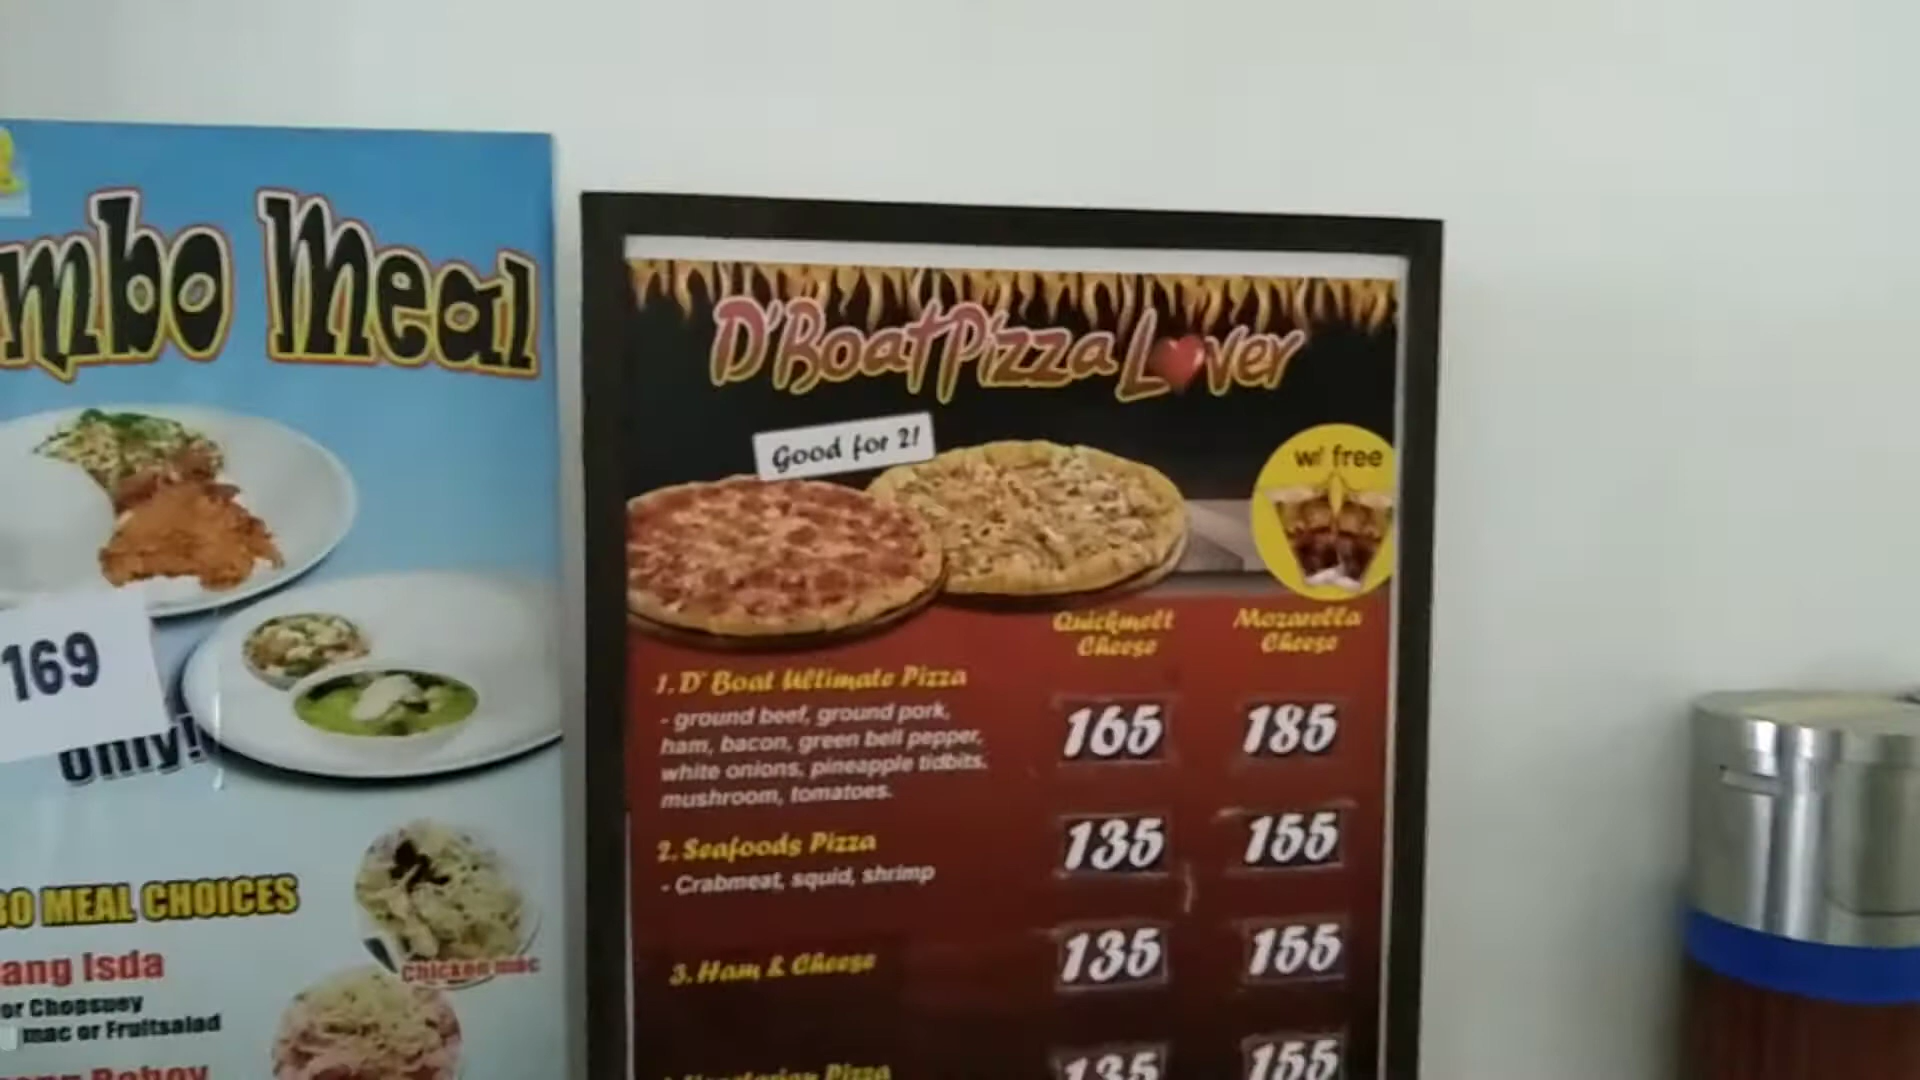 mbo Meal
169
only!
BO MEAL CHOICES
ang Isda
or Chopsuey
mac or Fruitsalad
Chicken mac
D'Boat Pizza Lover
Good for 2!
w/ free
Quickmelt Cheese
Mozarella Cheese
1. D' Boat Ultimate Pizza
- ground beef, ground pork,
ham, bacon, green bell pepper,
white onions, pineapple tidbits,
mushroom, tomatoes.
165 185
2. Seafoods Pizza
- Crabmeat, squid, shrimp
135 155
3. Ham & Cheese
135 155
Pizza
135 155